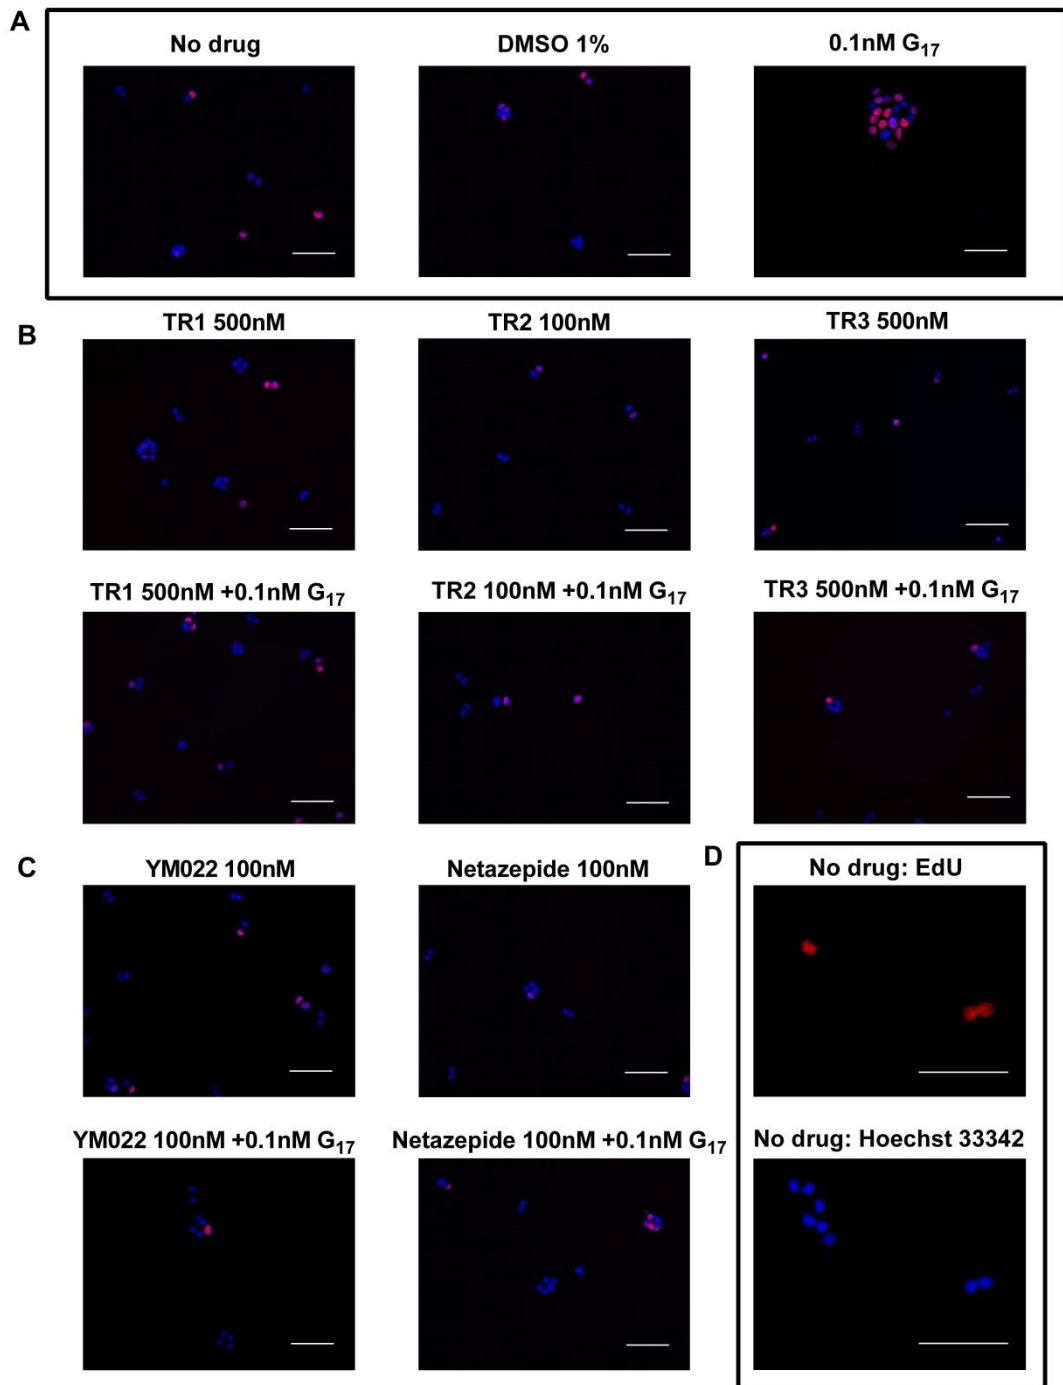 A
No drug DMSO 1% 0.1nM G₁₇
B
TR1 500nM TR2 100nM TR3 500nM
TR1 500nM +0.1nM G₁₇ TR2 100nM +0.1nM G₁₇ TR3 500nM +0.1nM G₁₇
C
YM022 100nM Netazepide 100nM
YM022 100nM +0.1nM G₁₇ Netazepide 100nM +0.1nM G₁₇
D
No drug: EdU
No drug: Hoechst 33342